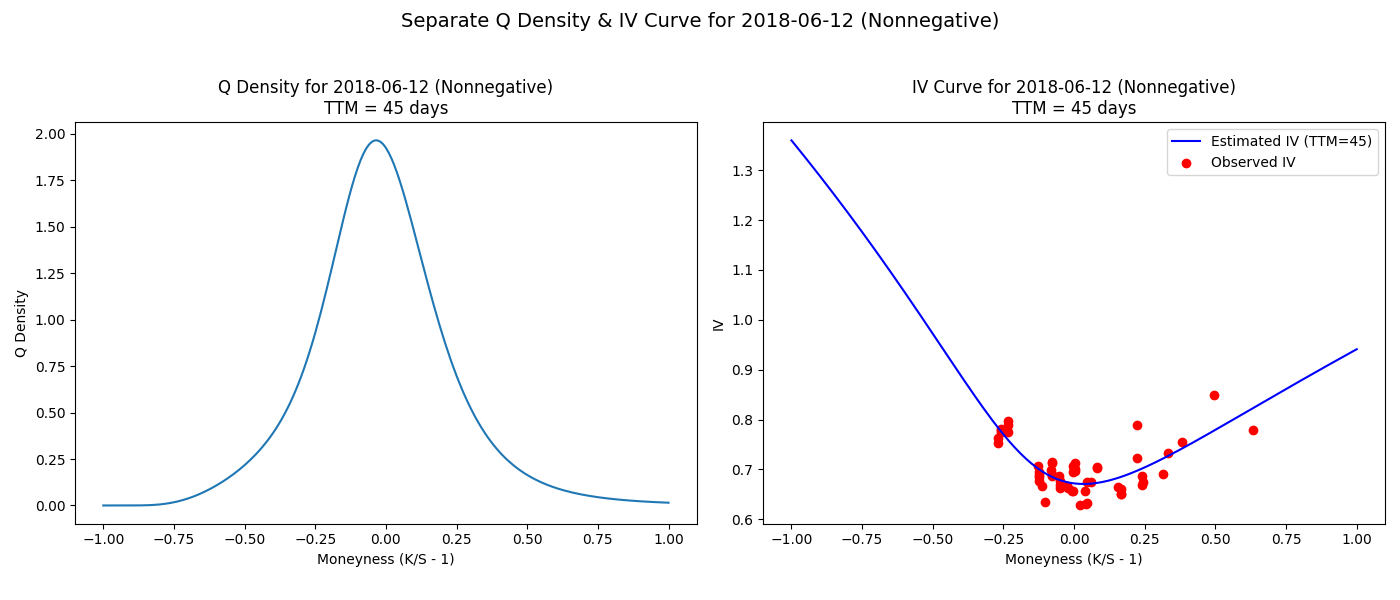 Separate Q Density & IV Curve for 2018-06-12 (Nonnegative)
Q Density for 2018-06-12 (Nonnegative)
TTM = 45 days
2.00
1.75
1.50
1.25
1.00
0.75
0.50
0.25
0.00
Q Density
−1.00 −0.75 −0.50 −0.25 0.00 0.25 0.50 0.75 1.00
Moneyness (K/S - 1)
IV Curve for 2018-06-12 (Nonnegative)
TTM = 45 days
Estimated IV (TTM=45)
Observed IV
1.3
1.2
1.1
1.0
0.9
0.8
0.7
0.6
IV
−1.00 −0.75 −0.50 −0.25 0.00 0.25 0.50 0.75 1.00
Moneyness (K/S - 1)